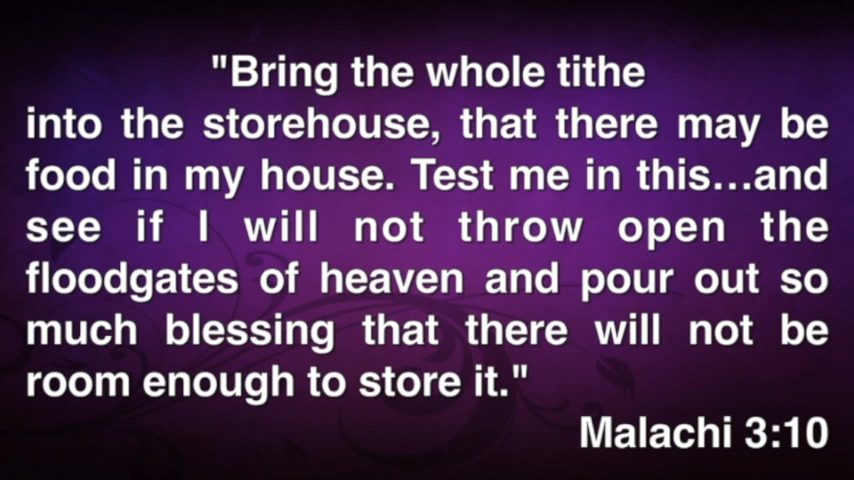 "Bring the whole tithe
into the storehouse, that there may be
food in my house. Test me in this...and
see if I will not throw open the
floodgates of heaven and pour out so
much blessing that there will not be
room enough to store it."
Malachi 3:10